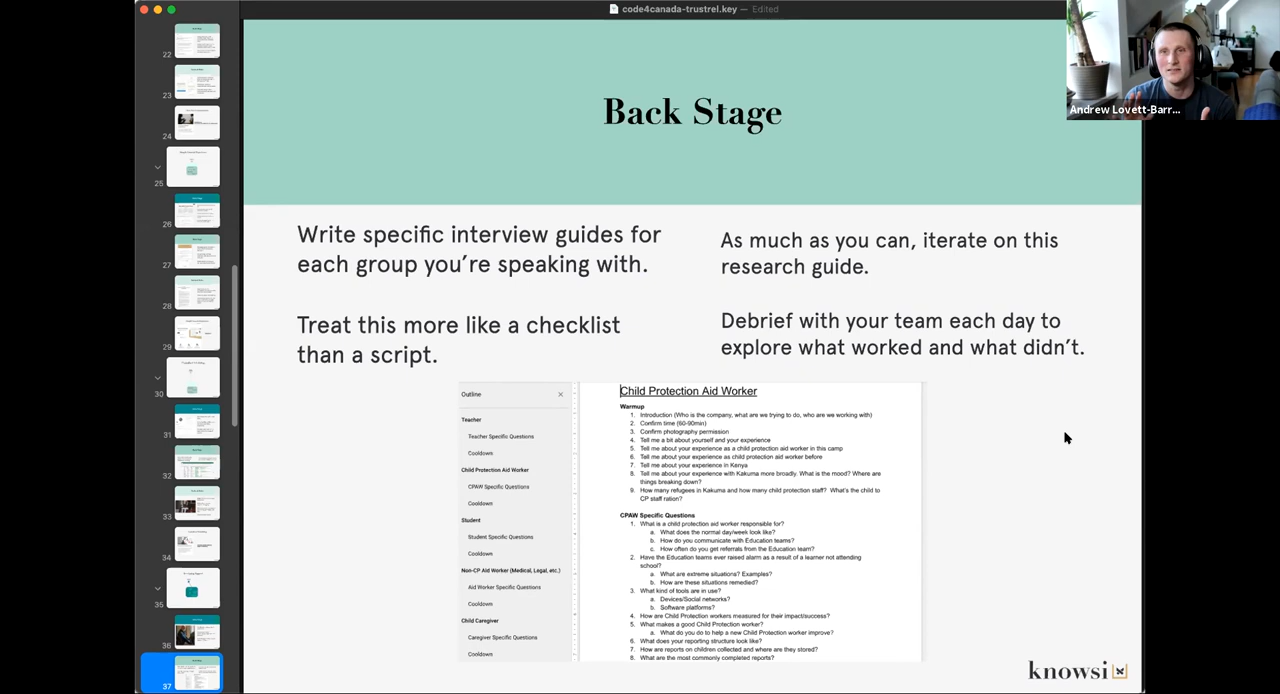 code4canada-trustrel.key — Edited
22
23
24
25
26
27
28
29
30
31
32
33
34
35
36
37
Back Stage
Andrew Lovett-Barr...
Write specific interview guides for
each group you're speaking with.
Treat this more like a checklist
than a script.
As much as you can, iterate on this
research guide.
Debrief with your team each day to
explore what worked and what didn't.
Outline
Teacher
Teacher Specific Questions
Cooldown
Child Protection Aid Worker
CPAW Specific Questions
Cooldown
Student
Student Specific Questions
Cooldown
Non-CP Aid Worker (Medical, Legal, etc.)
Aid Worker Specific Questions
Cooldown
Child Caregiver
Caregiver Specific Questions
Cooldown
Child Protection Aid Worker
Warmup
1. Introduction (Who is the company, what are we trying to do, who are we working with)
2. Confirm time (60-90min)
3. Confirm photography permission
4. Tell me a bit about yourself and your experience
5. Tell me about your experience as a child protection aid worker in this camp
6. Tell me about your experience as child protection aid worker before
7. Tell me about your experience in Kenya
8. Tell me about your experience with Kakuma more broadly. What is the mood? Where are
things breaking down?
9. How many refugees in Kakuma and how many child protection staff? What's the child to
CP staff ration?
CPAW Specific Questions
1. What is a child protection aid worker responsible for?
a. What does the normal day/week look like?
b. How do you communicate with Education teams?
c. How often do you get referrals from the Education team?
2. Have the Education teams ever raised alarm as a result of a learner not attending
school?
a. What are extreme situations? Examples?
b. How are these situations remedied?
3. What kind of tools are in use?
a. Devices/Social networks?
b. Software platforms?
4. How are Child Protection workers measured for their impact/success?
5. What makes a good Child Protection worker?
a. What do you do to help a new Child Protection worker improve?
6. What does your reporting structure look like?
7. How are reports on children collected and where are they stored?
8. What are the most commonly completed reports?
knowsi